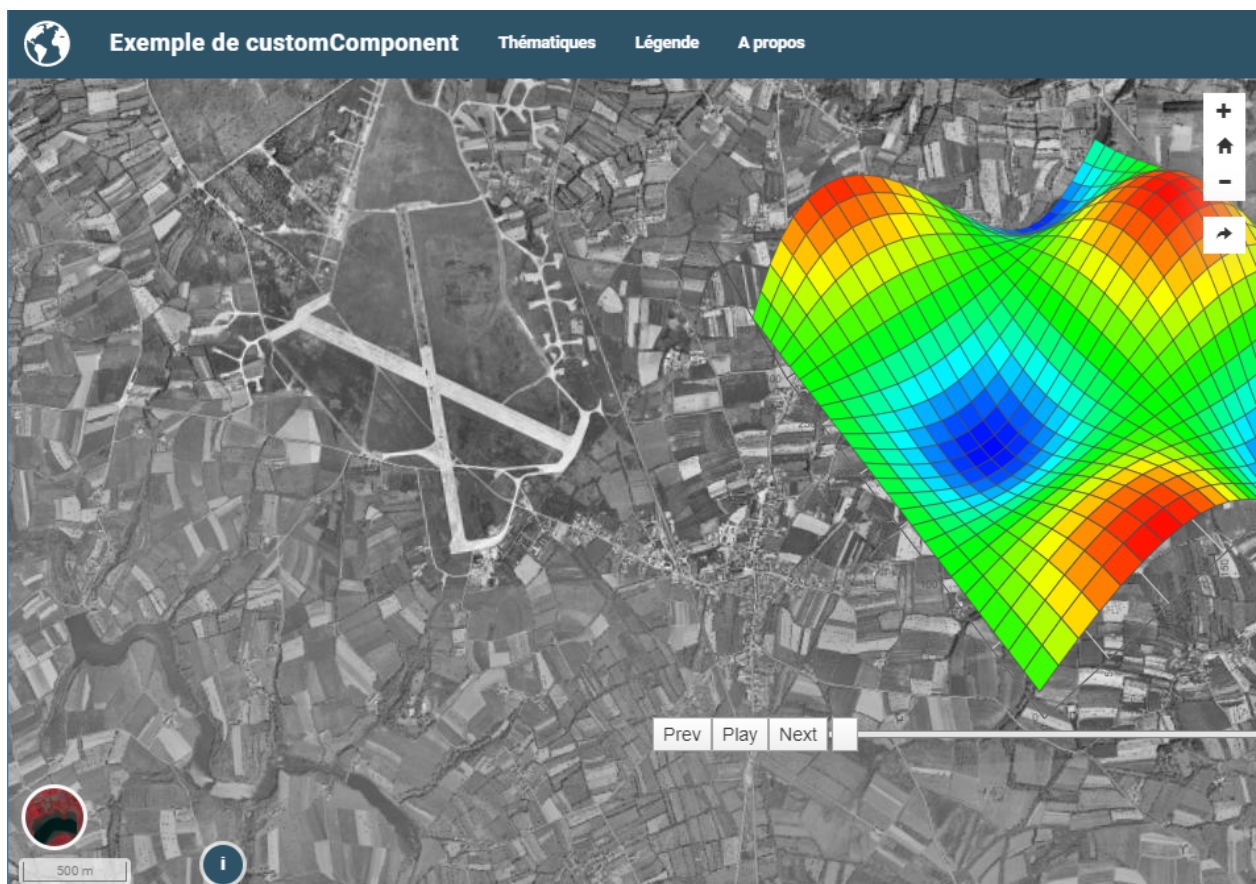 Exemple de customComponent
Thématiques
Légende
A propos
+
−
Prev
Play
Next
i
500 m